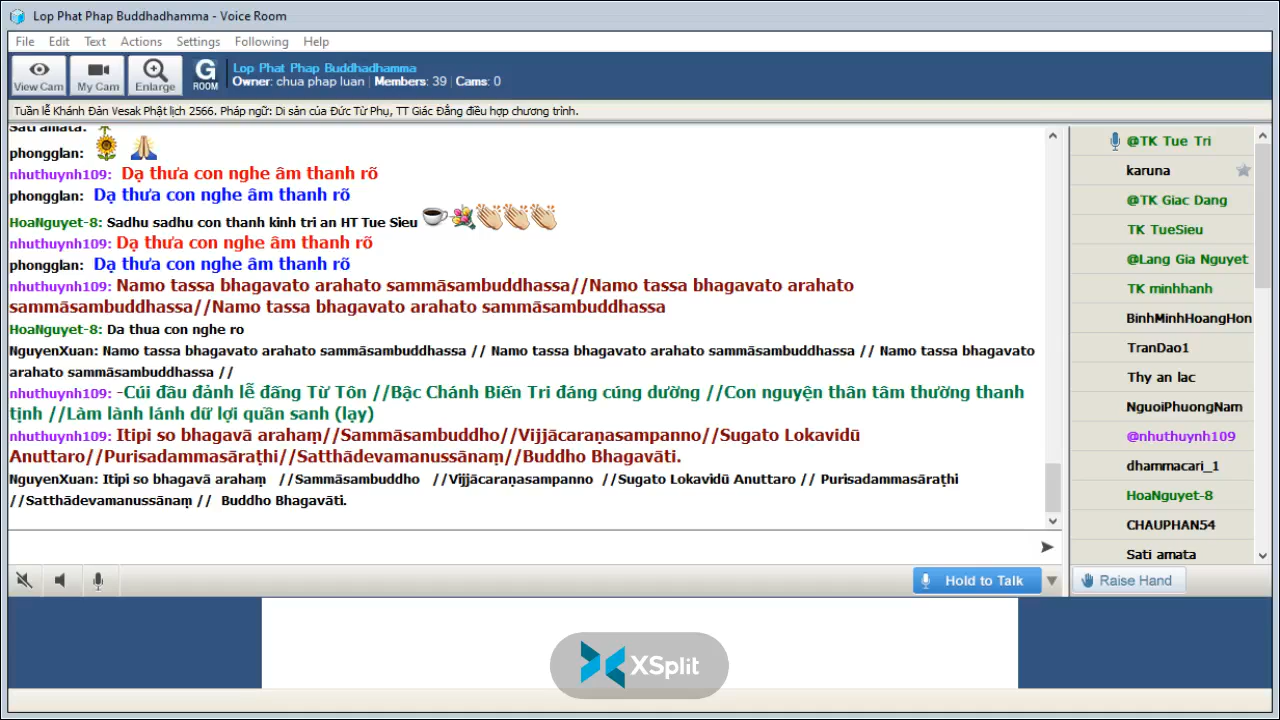 Lop Phat Phap Buddhadhamma - Voice Room
File Edit Text Actions Settings Following Help
View Cam My Cam Enlarge G ROOM
Lop Phat Phap Buddhadhamma
Owner: chua phap luan | Members: 39 | Cams: 0
Tuần lễ Khánh Đản Vesak Phật lịch 2566. Pháp ngữ: Di sản của Đức Từ Phụ, TT Giác Đẳng điều hợp chương trình.
Sati amata:
phongglan:
nhuthuynh109: Dạ thưa con nghe âm thanh rõ
phongglan: Dạ thưa con nghe âm thanh rõ
HoaNguyet-8: Sadhu sadhu con thanh kinh tri an HT Tue Sieu
nhuthuynh109: Dạ thưa con nghe âm thanh rõ
phongglan: Dạ thưa con nghe âm thanh rõ
nhuthuynh109: Namo tassa bhagavato arahato sammāsambuddhassa//Namo tassa bhagavato arahato
sammāsambuddhassa//Namo tassa bhagavato arahato sammāsambuddhassa
HoaNguyet-8: Da thua con nghe ro
NguyenXuan: Namo tassa bhagavato arahato sammāsambuddhassa // Namo tassa bhagavato arahato sammāsambuddhassa // Namo tassa bhagavato
arahato sammāsambuddhassa //
nhuthuynh109: -Cúi đầu đảnh lễ đấng Từ Tôn //Bậc Chánh Biến Tri đáng cúng dường //Con nguyện thân tâm thường thanh
tịnh //Làm lành lánh dữ lợi quần sanh (lạy)
nhuthuynh109: Itipi so bhagavā arahaṃ//Sammāsambuddho//Vijjācaraṇasampanno//Sugato Lokavidū
Anuttaro//Purisadammasāraṭhi//Satthādevamanussānaṃ//Buddho Bhagavāti.
NguyenXuan: Itipi so bhagavā arahaṃ //Sammāsambuddho //Vijjācaraṇasampanno //Sugato Lokavidū Anuttaro // Purisadammasāraṭhi
//Satthādevamanussānaṃ // Buddho Bhagavāti.
Hold to Talk
@TK Tue Tri
karuna
@TK Giac Dang
TK TueSieu
@Lang Gia Nguyet
TK minhhanh
BinhMinhHoangHon
TranDao1
Thy an lac
NguoiPhuongNam
@nhuthuynh109
dhammacari_1
HoaNguyet-8
CHAUPHAN54
Sati amata
Raise Hand
XSplit